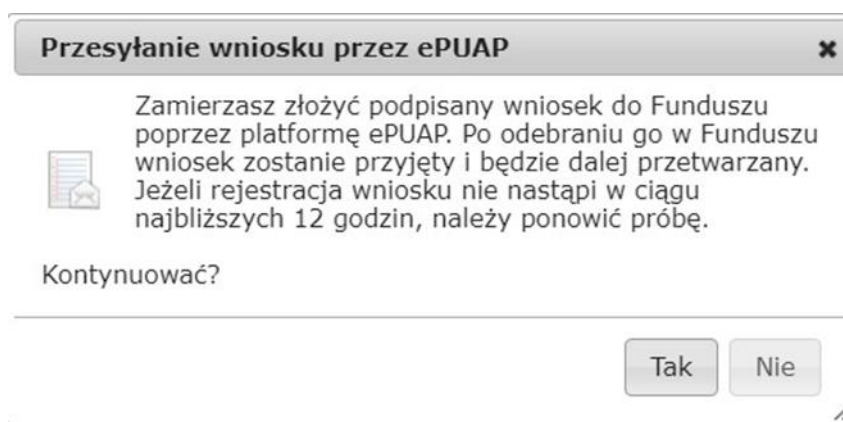 Przesyłanie wniosku przez ePUAP
Zamierzasz złożyć podpisany wniosek do Funduszu
poprzez platformę ePUAP. Po odebraniu go w Funduszu
wniosek zostanie przyjęty i będzie dalej przetwarzany.
Jeżeli rejestracja wniosku nie nastąpi w ciągu
najbliższych 12 godzin, należy ponowić próbę.
Kontynuować?
Tak Nie